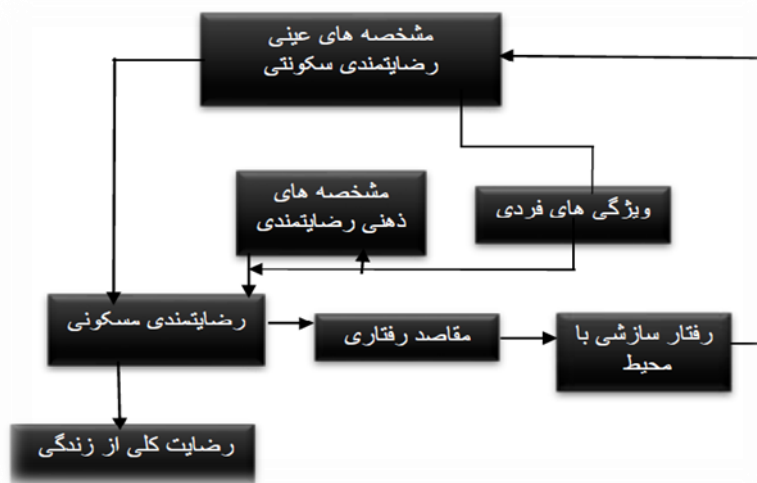 مشخصه های عینی
رضایتمندی سکونتی
مشخصه های
ذهنی رضایتمندی
ویژگی های فردی
رضایتمندی مسکونی
مقاصد رفتاری
رفتار سازشی با
محیط
رضایت کلی از زندگی